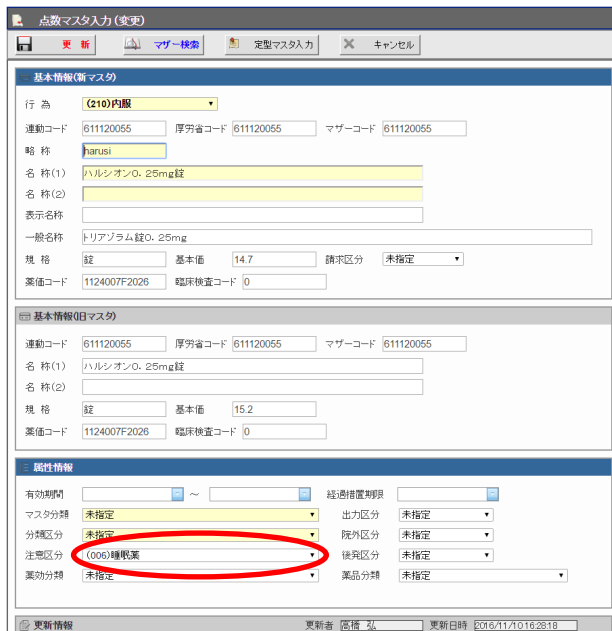 点数マスタ入力(変更)
更 新 マザー検索 定型マスタ入力 キャンセル
基本情報(新マスタ)
行 為 (210)内服
連動コード 611120055 厚労省コード 611120055 マザーコード 611120055
略 称 harusi
名 称(1) ハルシオン0. 25mg錠
名 称(2)
表示名称
一般名称 トリアゾラム錠0. 25mg
規 格 錠 基本価 14.7 請求区分 未指定
薬価コード 1124007F2026 臨床検査コード 0
基本情報(旧マスタ)
連動コード 611120055 厚労省コード 611120055 マザーコード 611120055
名 称(1) ハルシオン0. 25mg錠
名 称(2)
規 格 錠 基本価 15.2
薬価コード 1124007F2026 臨床検査コード 0
属性情報
有効期間 ～ 経過措置期限
マスタ分類 未指定 出力区分 未指定
分類区分 未指定 院外区分 未指定
注意区分 (006)睡眠薬 後発区分 未指定
薬効分類 未指定 薬品分類 未指定
更新情報 更新者 高橋 弘 更新日時 2016/11/10 16:28:18